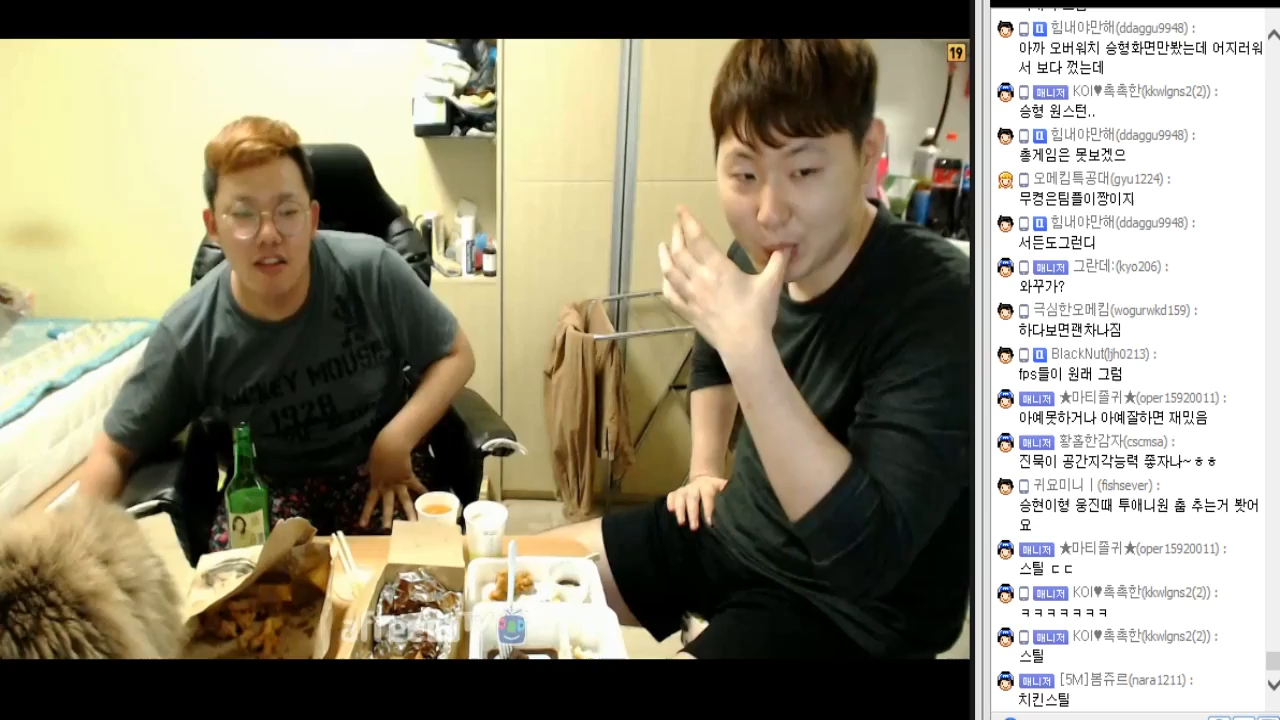 19
afreecaTV
힘내야만해(ddaggu9948) :
아까 오버워치 승형화면만봤는데 어지러워
서 보다 껐는데
매니저 KOI♥촉촉한(kkwlgns2(2)) :
승형 원스턴..
힘내야만해(ddaggu9948) :
총게임은 못보겠으
오메킴특공대(gyu1224) :
무켱은팀플이짱이지
힘내야만해(ddaggu9948) :
서든도그런디
매니저 그란데:(kyo206) :
와꾸가?
극심한오메킴(wogurwkd159) :
하다보면괜차나짐
BlackNut(ljh0213) :
fps들이 원래 그럼
매니저 ★마티쫄귀★(oper15920011) :
아예못하거나 아예잘하면 재밌음
매니저 황홀한감자(cscmsa) :
진묵이 공간지각능력 좋자나~ㅎㅎ
귀요미니ㅣ(fishsever) :
승현이형 웅진때 투애니원 춤 추는거 봣어
요
매니저 ★마티쫄귀★(oper15920011) :
스틸 ㄷㄷ
매니저 KOI♥촉촉한(kkwlgns2(2)) :
ㅋㅋㅋㅋㅋㅋㅋ
매니저 KOI♥촉촉한(kkwlgns2(2)) :
스틸
매니저 [5M]봄쥬르(nara1211) :
치킨스틸